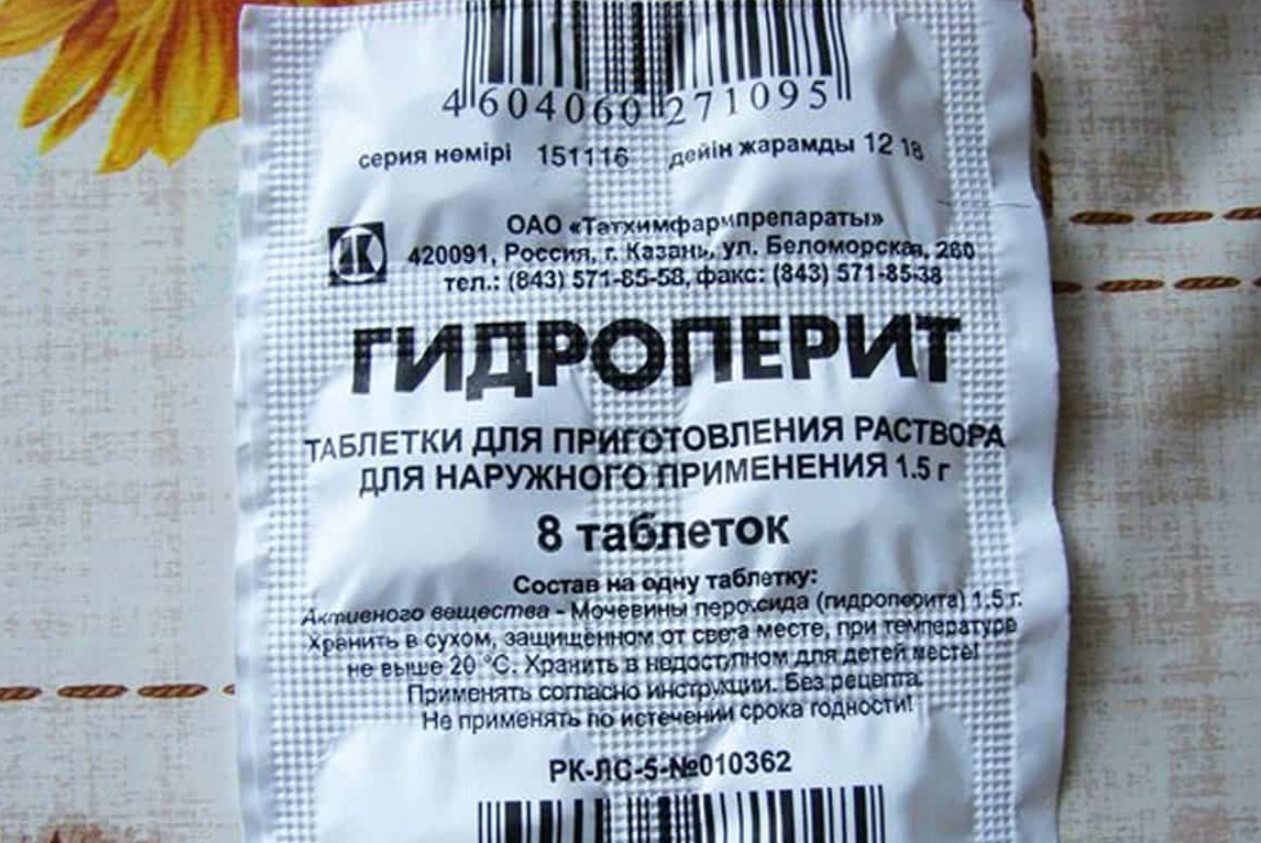 4 604060 271095
серия нөмірі 151116 дейін жарамды 12 18
ОАО «Татхимфармпрепараты»
420091, Россия, г. Казань, ул. Беломорская, 260
тел.: (843) 571-85-58, факс: (843) 571-85-38
ГИДРОПЕРИТ
ТАБЛЕТКИ ДЛЯ ПРИГОТОВЛЕНИЯ РАСТВОРА
ДЛЯ НАРУЖНОГО ПРИМЕНЕНИЯ 1.5 г
8 таблеток
Состав на одну таблетку:
Активного вещества - Мочевины пероксида (гидроперита) 1.5 г.
Хранить в сухом, защищенном от света месте, при температуре
не выше 20 °С. Хранить в недоступном для детей месте!
Применять согласно инструкции. Без рецепта.
Не применять по истечении срока годности!
РК-ЛС-5-№010362